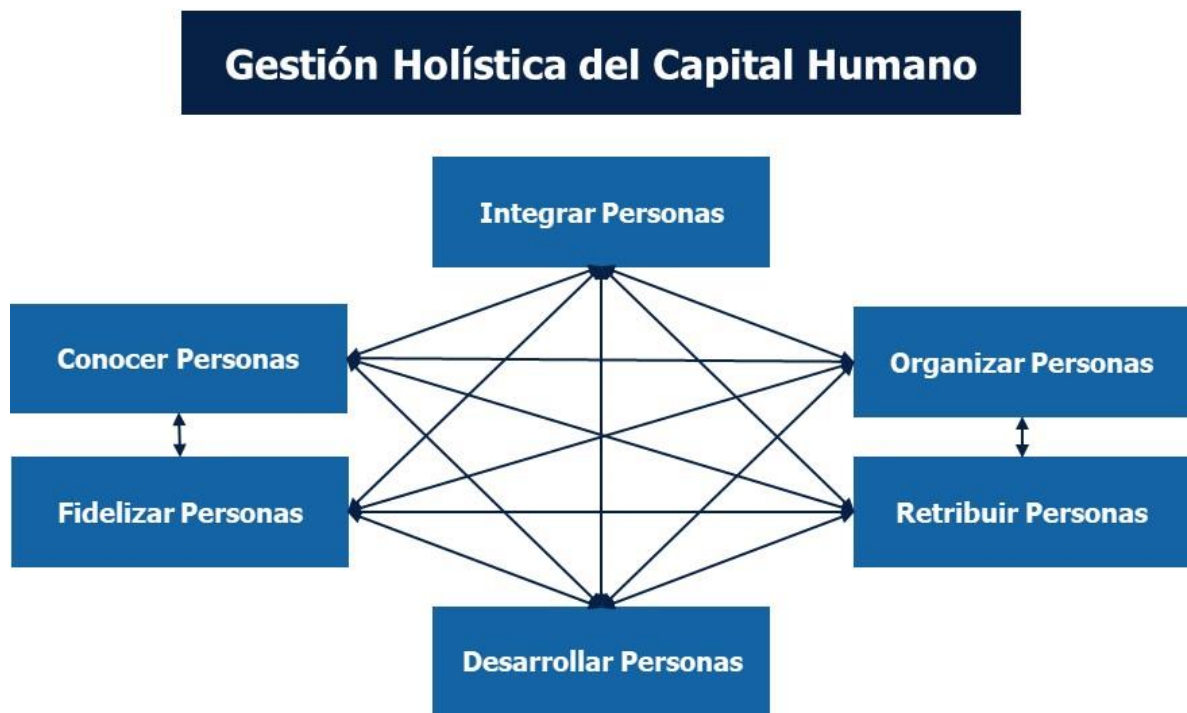 Gestión Holística del Capital Humano
Integrar Personas
Conocer Personas
Organizar Personas
Fidelizar Personas
Retribuir Personas
Desarrollar Personas